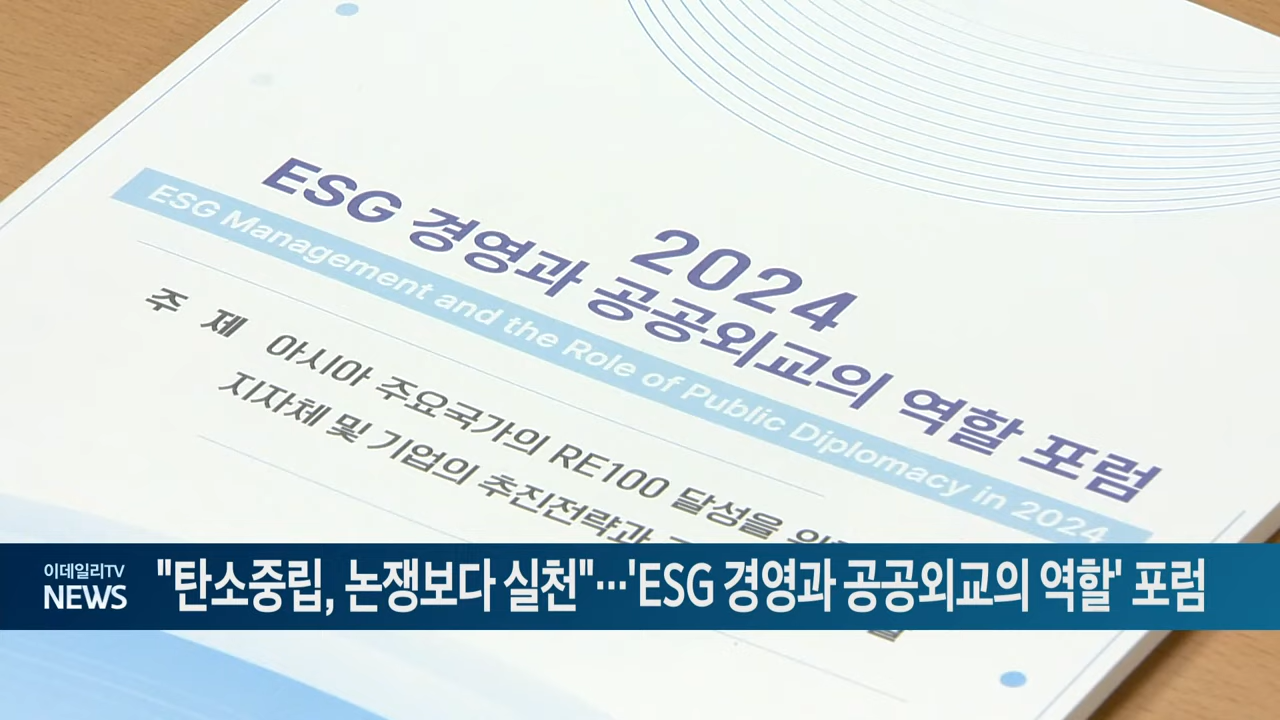 2024
ESG 경영과 공공외교의 역할 포럼
ESG Management and the Role of Public Diplomacy in 2024
주 제 아시아 주요국가의 RE100 달성을
지자체 및 기업의 추진전략과
이데일리TV
NEWS
"탄소중립, 논쟁보다 실천"…'ESG 경영과 공공외교의 역할' 포럼